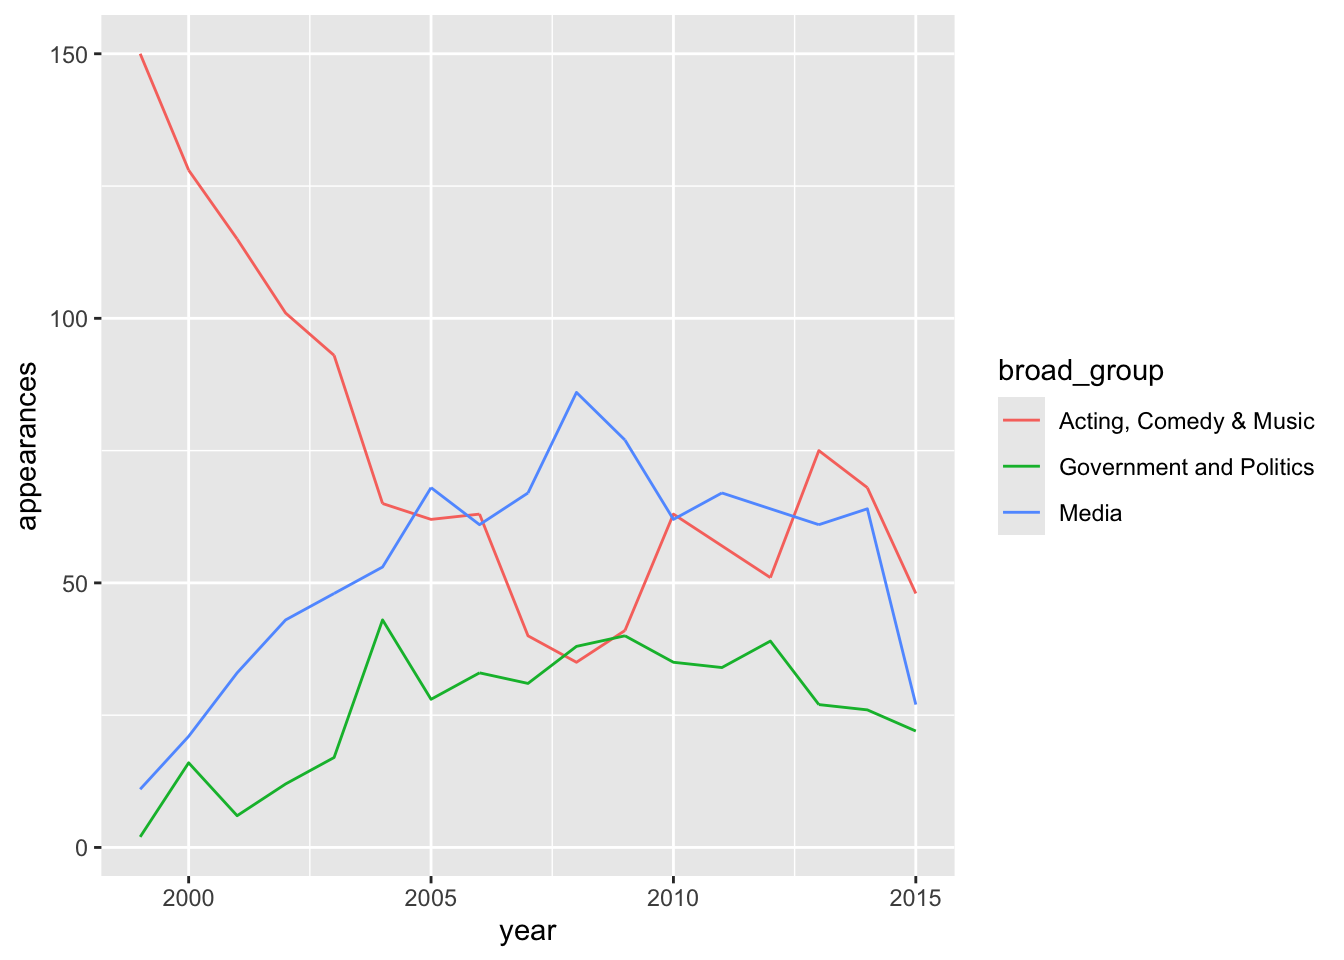 150
100
50
0
appearances
2000 2005 2010 2015
year
broad_group
Acting, Comedy & Music
Government and Politics
Media